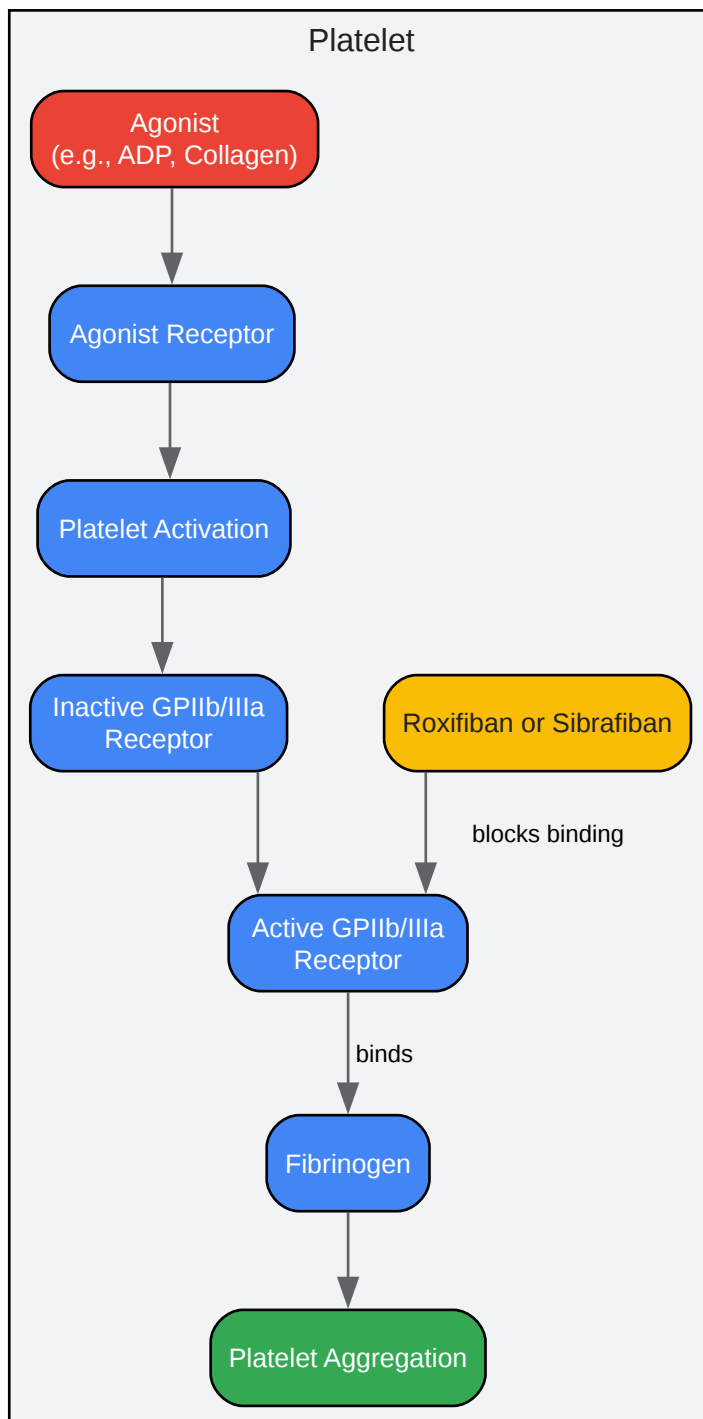 Platelet
Agonist
(e.g., ADP, Collagen)
Agonist Receptor
Platelet Activation
Inactive GPIIb/IIIa
Receptor
Roxifiban or Sibrafiban
blocks binding
Active GPIIb/IIIa
Receptor
binds
Fibrinogen
Platelet Aggregation